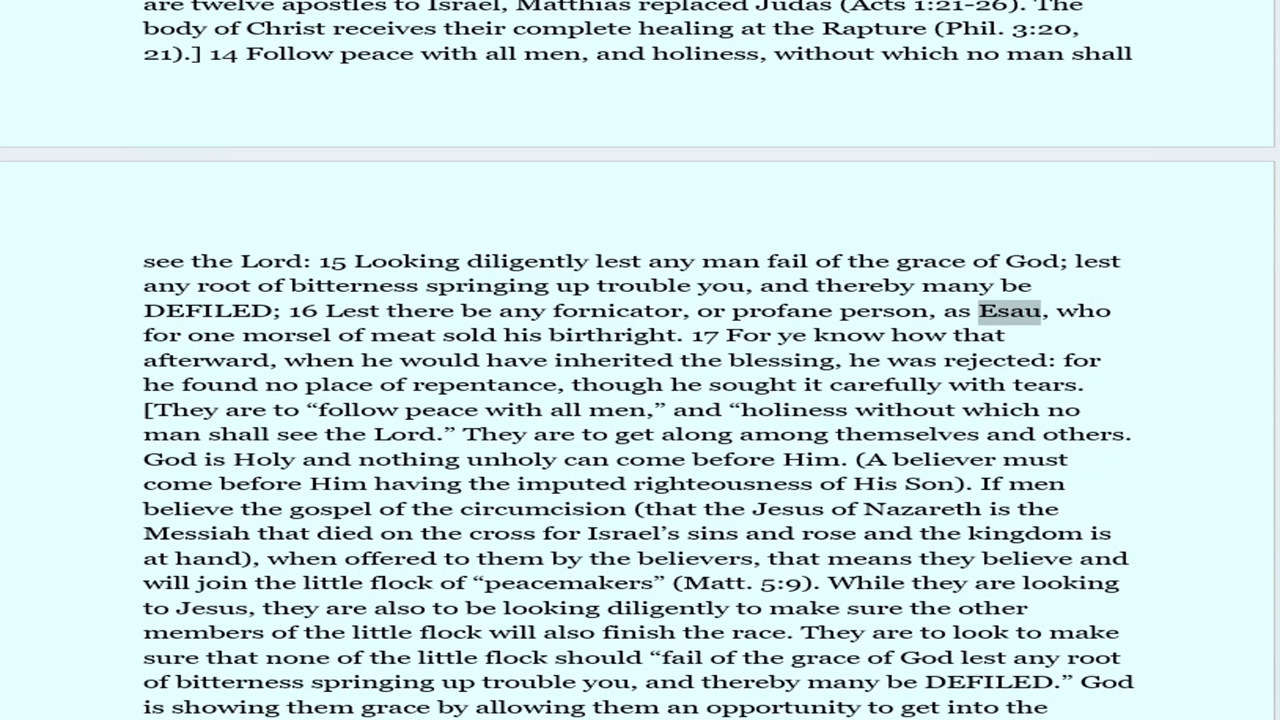 are twelve apostles to Israel, Matthias replaced Judas (Acts 1:21-26). The
body of Christ receives their complete healing at the Rapture (Phil. 3:20,
21).] 14 Follow peace with all men, and holiness, without which no man shall
see the Lord: 15 Looking diligently lest any man fail of the grace of God; lest
any root of bitterness springing up trouble you, and thereby many be
DEFILED; 16 Lest there be any fornicator, or profane person, as Esau, who
for one morsel of meat sold his birthright. 17 For ye know how that
afterward, when he would have inherited the blessing, he was rejected: for
he found no place of repentance, though he sought it carefully with tears.
[They are to “follow peace with all men,” and “holiness without which no
man shall see the Lord.” They are to get along among themselves and others.
God is Holy and nothing unholy can come before Him. (A believer must
come before Him having the imputed righteousness of His Son). If men
believe the gospel of the circumcision (that the Jesus of Nazareth is the
Messiah that died on the cross for Israel’s sins and rose and the kingdom is
at hand), when offered to them by the believers, that means they believe and
will join the little flock of “peacemakers” (Matt. 5:9). While they are looking
to Jesus, they are also to be looking diligently to make sure the other
members of the little flock will also finish the race. They are to look to make
sure that none of the little flock should “fail of the grace of God lest any root
of bitterness springing up trouble you, and thereby many be DEFILED.” God
is showing them grace by allowing them an opportunity to get into the